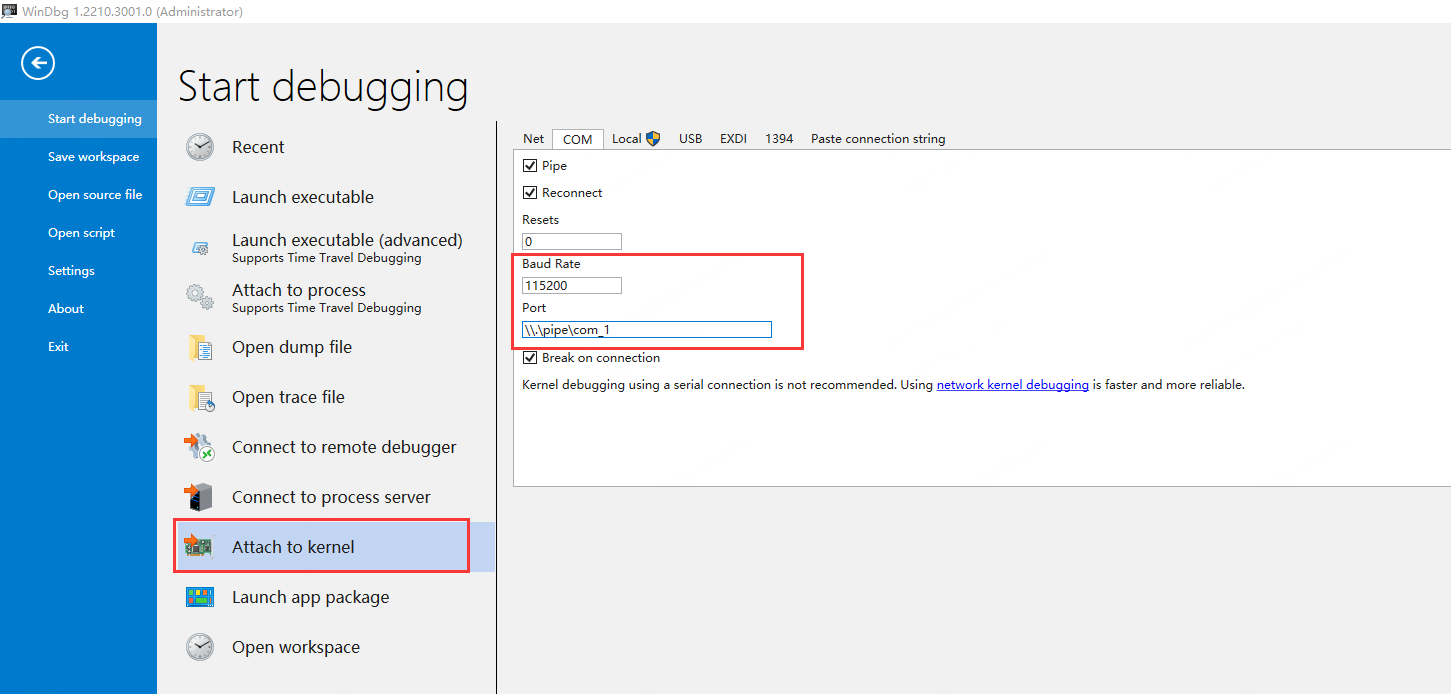 WinDbg 1.2210.3001.0 (Administrator)
Start debugging
Save workspace
Open source file
Open script
Settings
About
Exit
Start debugging
Recent
Launch executable
Launch executable (advanced)
Supports Time Travel Debugging
Attach to process
Supports Time Travel Debugging
Open dump file
Open trace file
Connect to remote debugger
Connect to process server
Attach to kernel
Launch app package
Open workspace
Net COM Local USB EXDI 1394 Paste connection string
Pipe
Reconnect
Resets
0
Baud Rate
115200
Port
\\.\pipe\com_1
Break on connection
Kernel debugging using a serial connection is not recommended. Using network kernel debugging is faster and more reliable.